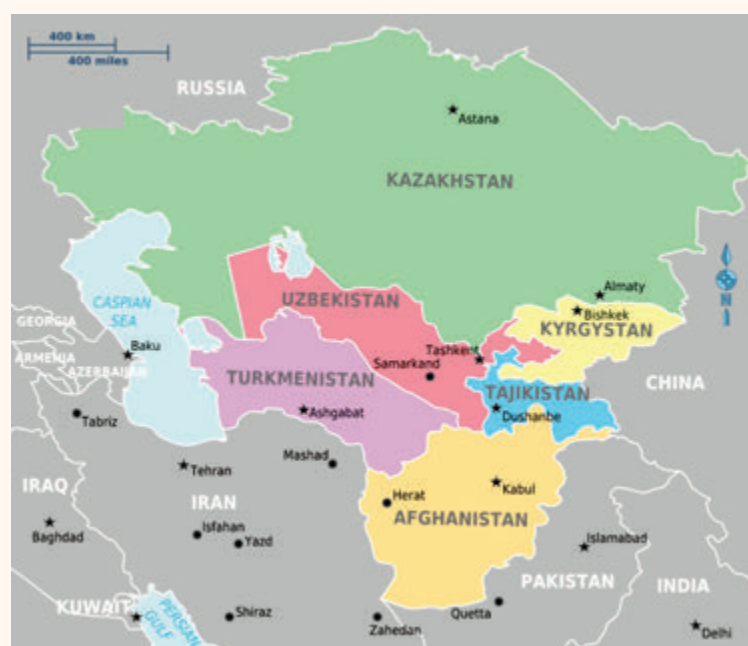 400 km
400 miles
RUSSIA
Astana
KAZAKHSTAN
CASPIAN
SEA
UZBEKISTAN
Almaty
Bishkek
N
GEORGIA
KYRGYSTAN
Baku
ARMENIA
AZERBAIJAN
Tashkent
Samarkand
TURKMENISTAN
TAJIKISTAN
CHINA
Ashgabat
Dushanbe
Tabriz
Mashad
Tehran
IRAQ
IRAN
Herat
Kabul
AFGHANISTAN
Baghdad
Isfahan
Yazd
Islamabad
PAKISTAN
INDIA
KUWAIT
PERSIAN
GULF
Shiraz
Zahedan
Quetta
Delhi